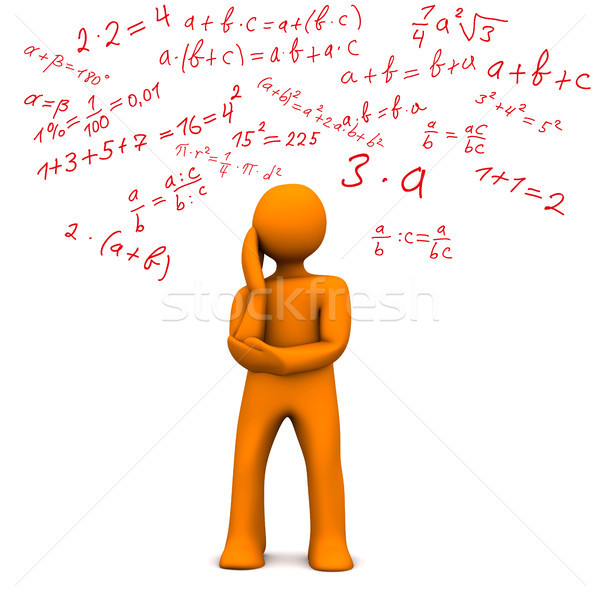 2·2=4
a+b·c=a+(b·c)
1/4 a²√3
α+β=180°
a·(b+c)=a·b+a·c
a+b=b+a
a+b+c
α=β
1%=1/100=0,01
(a+b)²=a²+2a·b+b²
a·b=b·a
3²+4²=5²
1+3+5+7=16=4²
15²=225
a/b=ac/bc
π·r²=1/4·π·d²
3·a
1+1=2
a/b=a:c/b:c
2·(a+b)
a/b:c=a/bc
stockfresh